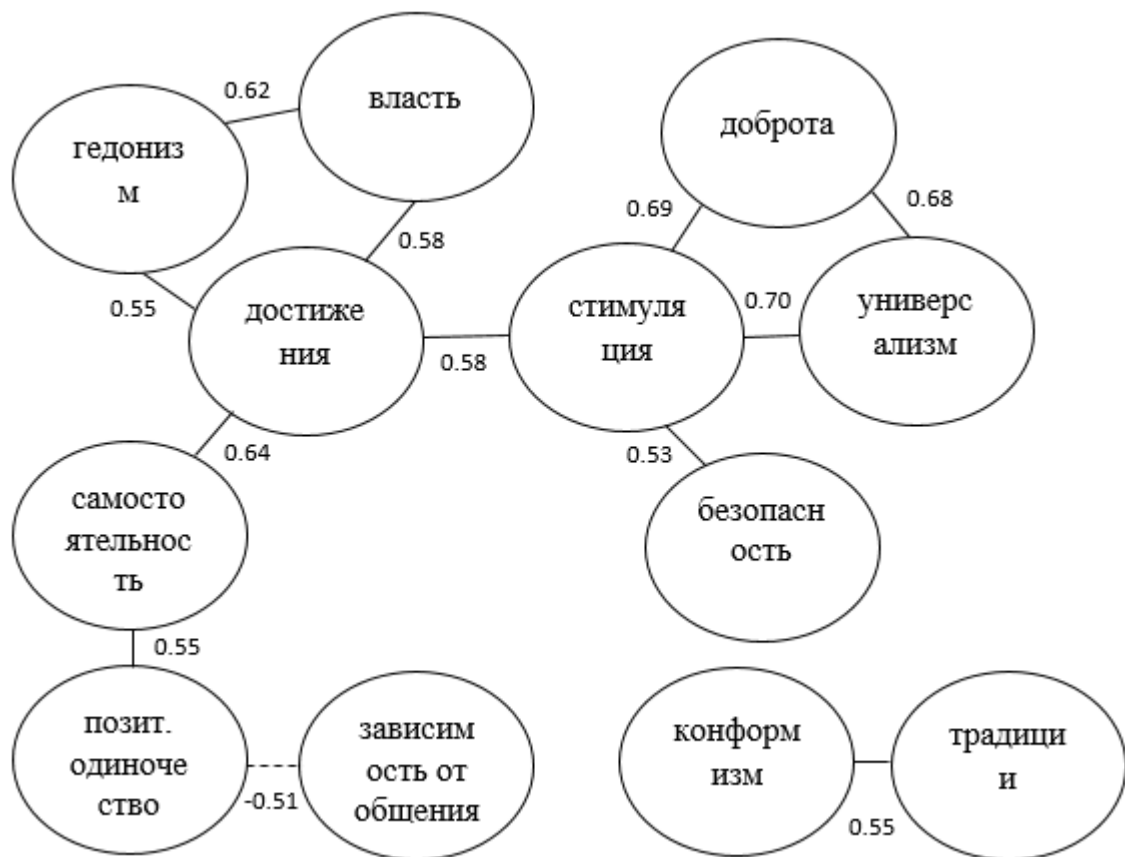 власть
0.62
гедониз
м
доброта
0.69
0.68
0.58
0.55
достиже
ния
0.58
стимуля
ция
0.70
универс
ализм
0.64
0.53
самосто
ятельнос
ть
безопасн
ость
0.55
позит.
одиноче
ство
-0.51
зависим
ость от
общения
конформ
изм
0.55
традици
и